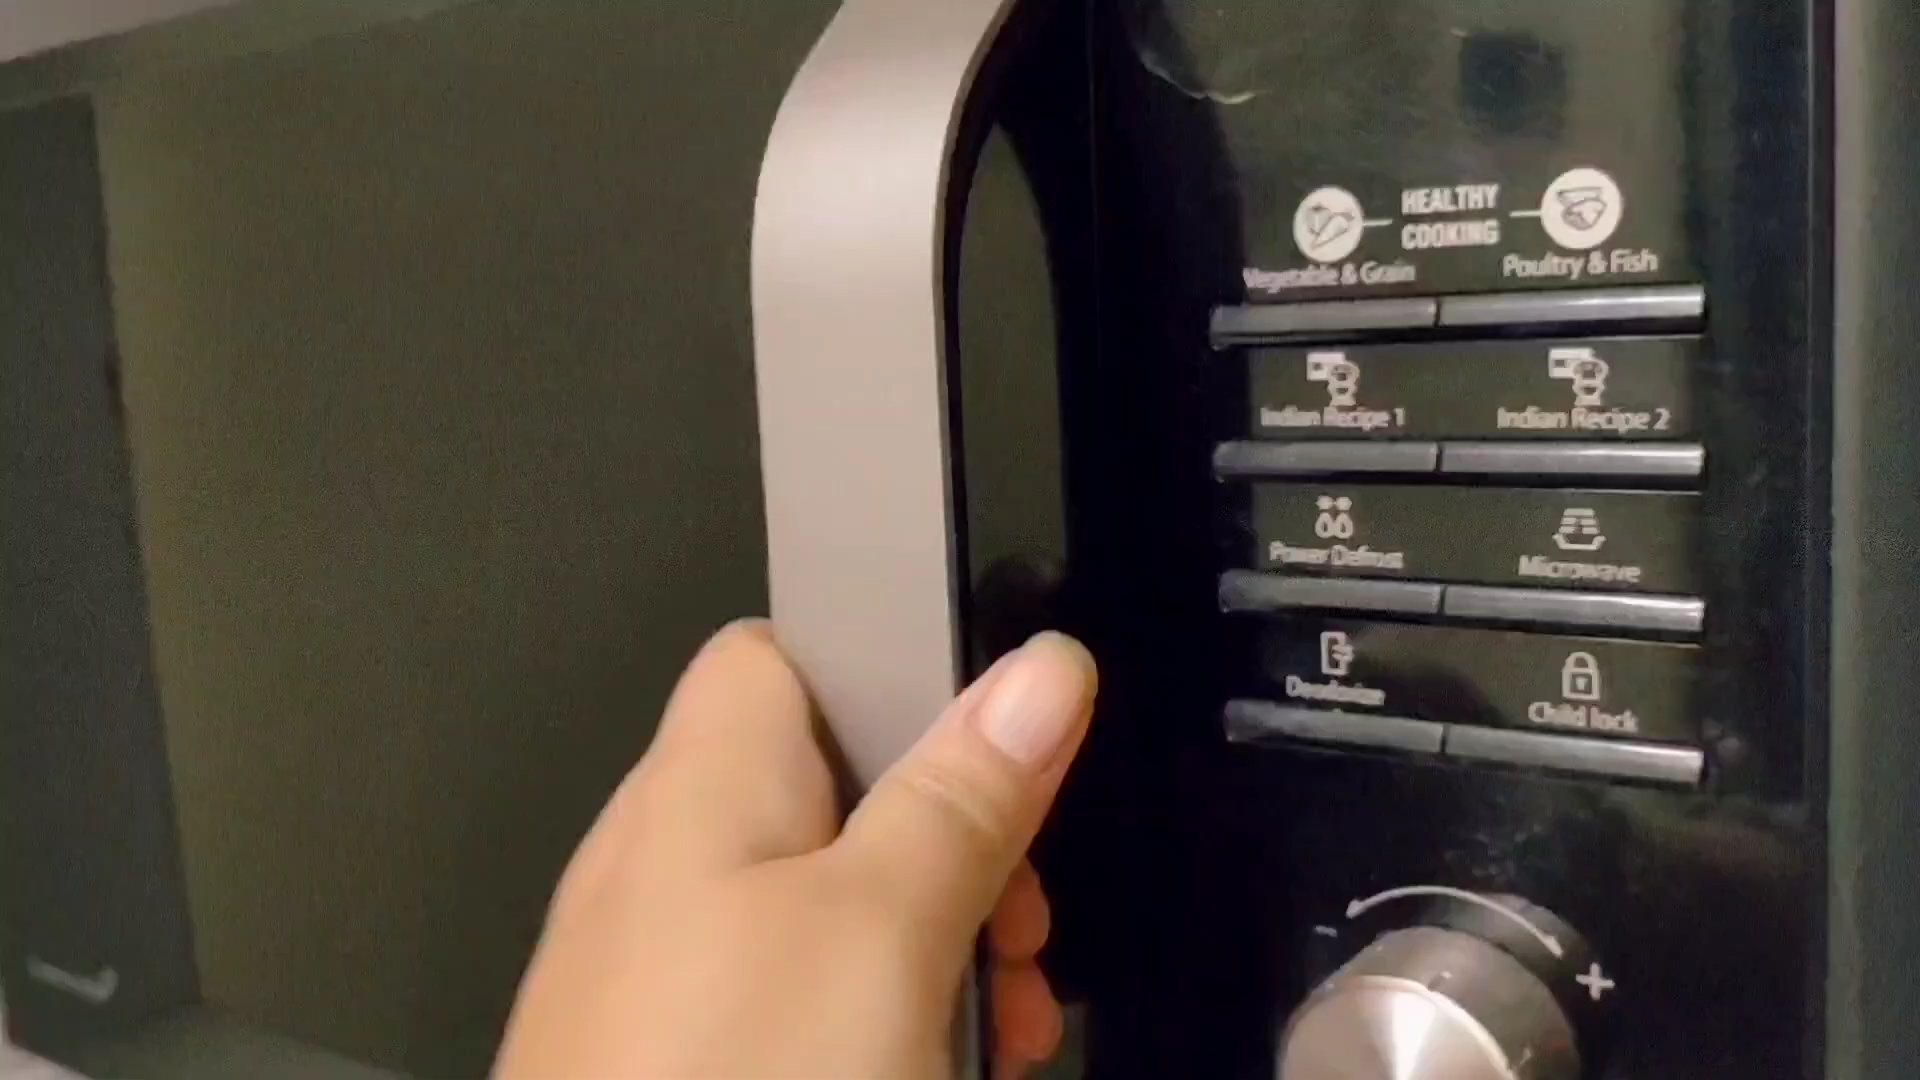 HEALTHY
COOKING
Vegetable & Grain
Poultry & Fish
Indian Recipe 1
Indian Recipe 2
Power Defrost
Microwave
Deodorize
Child lock
-
+